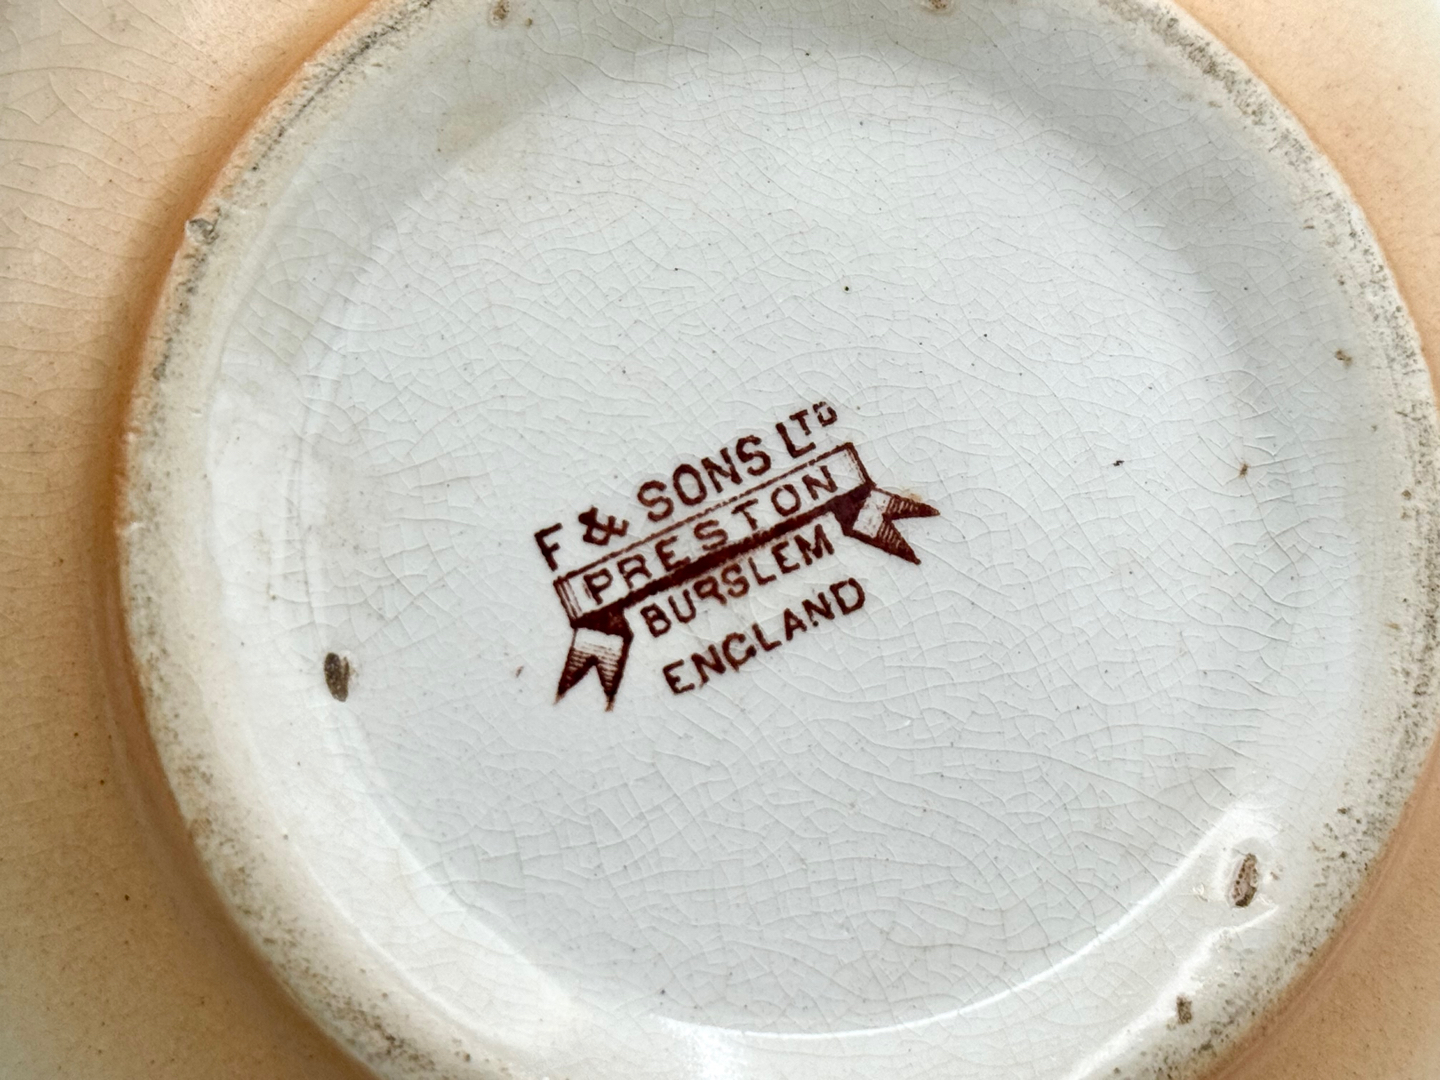 F & SONS LTD
PRESTON
BURSLEM
ENGLAND